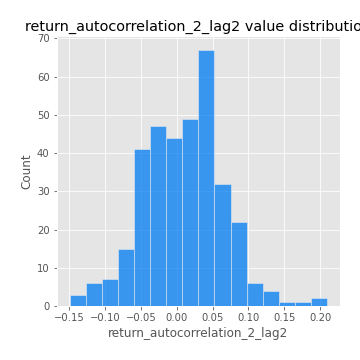 return_autocorrelation_2_lag2 value distributio
70
60
50
40
30
20
10
0
Count
−0.15 −0.10 −0.05 0.00 0.05 0.10 0.15 0.20
return_autocorrelation_2_lag2